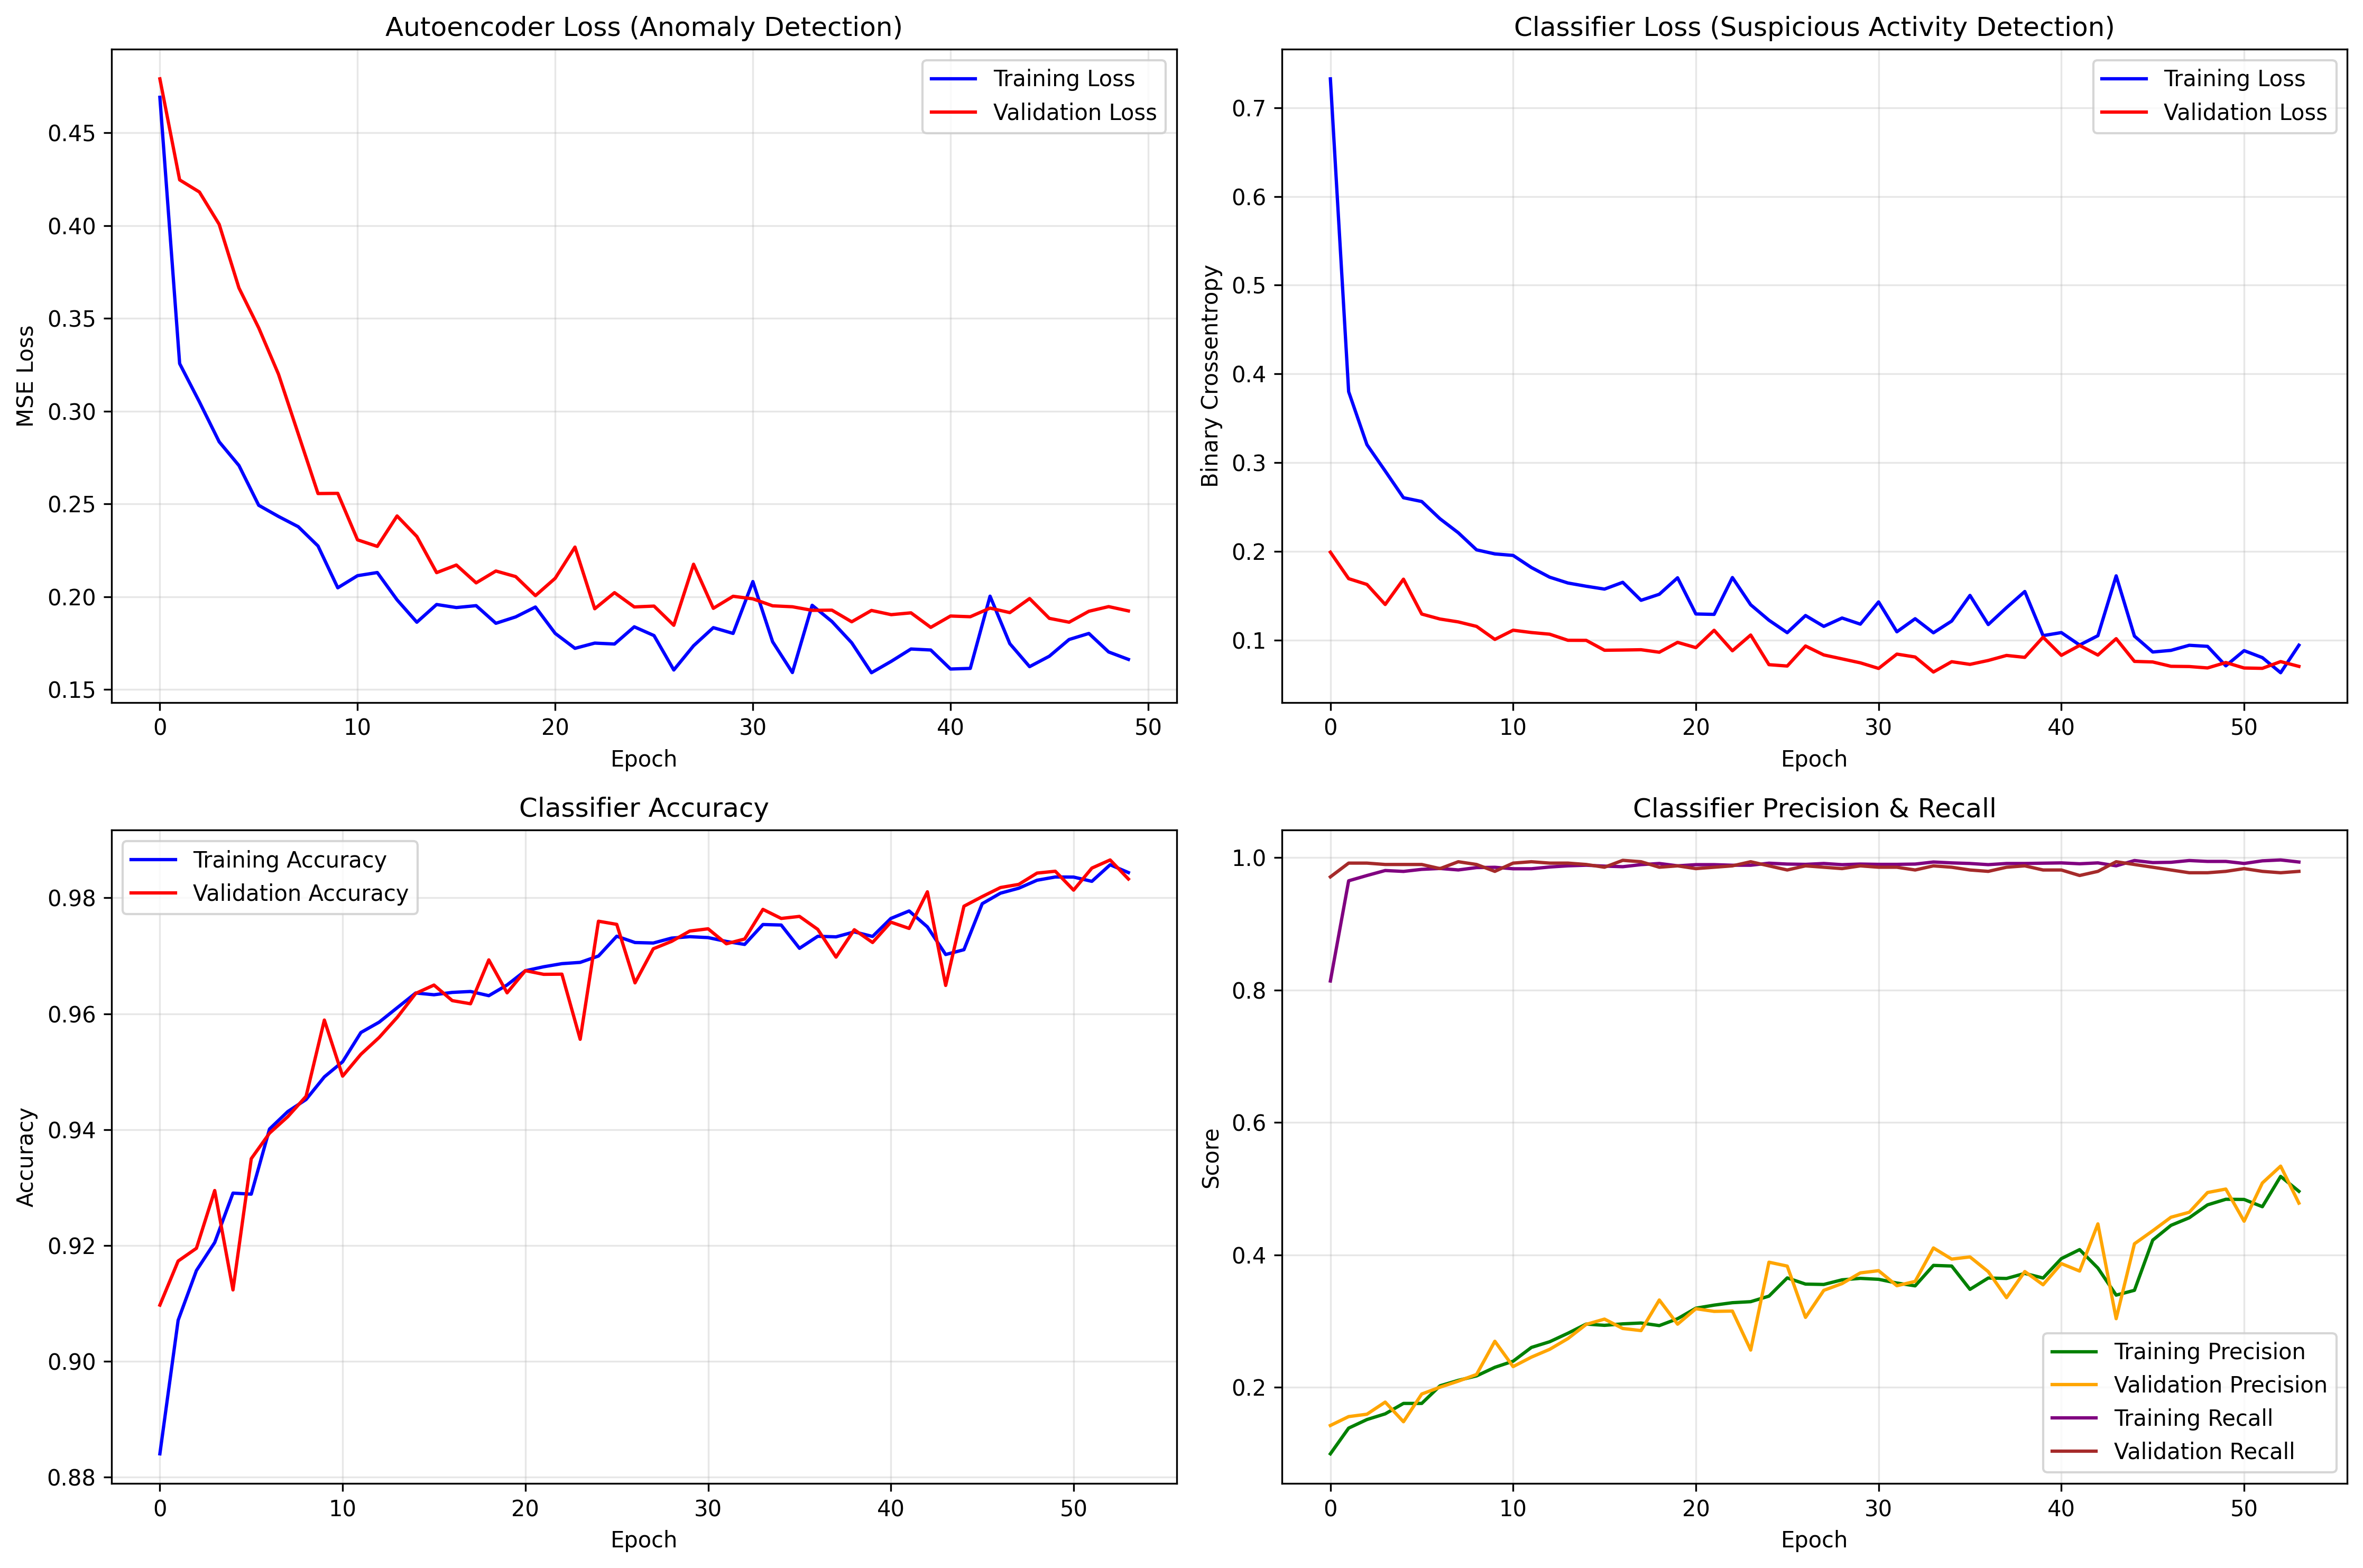 Autoencoder Loss (Anomaly Detection)
Training Loss
Validation Loss
MSE Loss
0.45
0.40
0.35
0.30
0.25
0.20
0.15
0 10 20 30 40 50
Epoch
Classifier Loss (Suspicious Activity Detection)
Training Loss
Validation Loss
Binary Crossentropy
0.7
0.6
0.5
0.4
0.3
0.2
0.1
0 10 20 30 40 50
Epoch
Classifier Accuracy
Training Accuracy
Validation Accuracy
Accuracy
0.98
0.96
0.94
0.92
0.90
0.88
0 10 20 30 40 50
Epoch
Classifier Precision & Recall
Score
1.0
0.8
0.6
0.4
0.2
Training Precision
Validation Precision
Training Recall
Validation Recall
0 10 20 30 40 50
Epoch